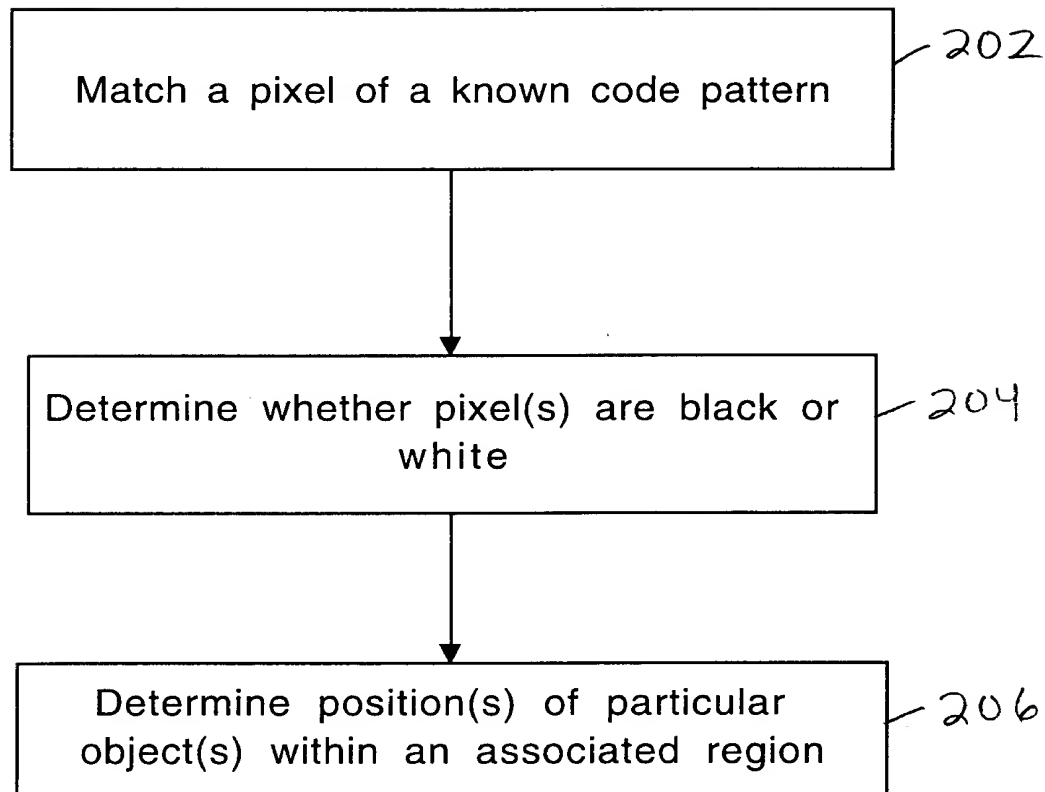 202
Match a pixel of a known code pattern
204
Determine whether pixel(s) are black or
white
206
Determine position(s) of particular
object(s) within an associated region